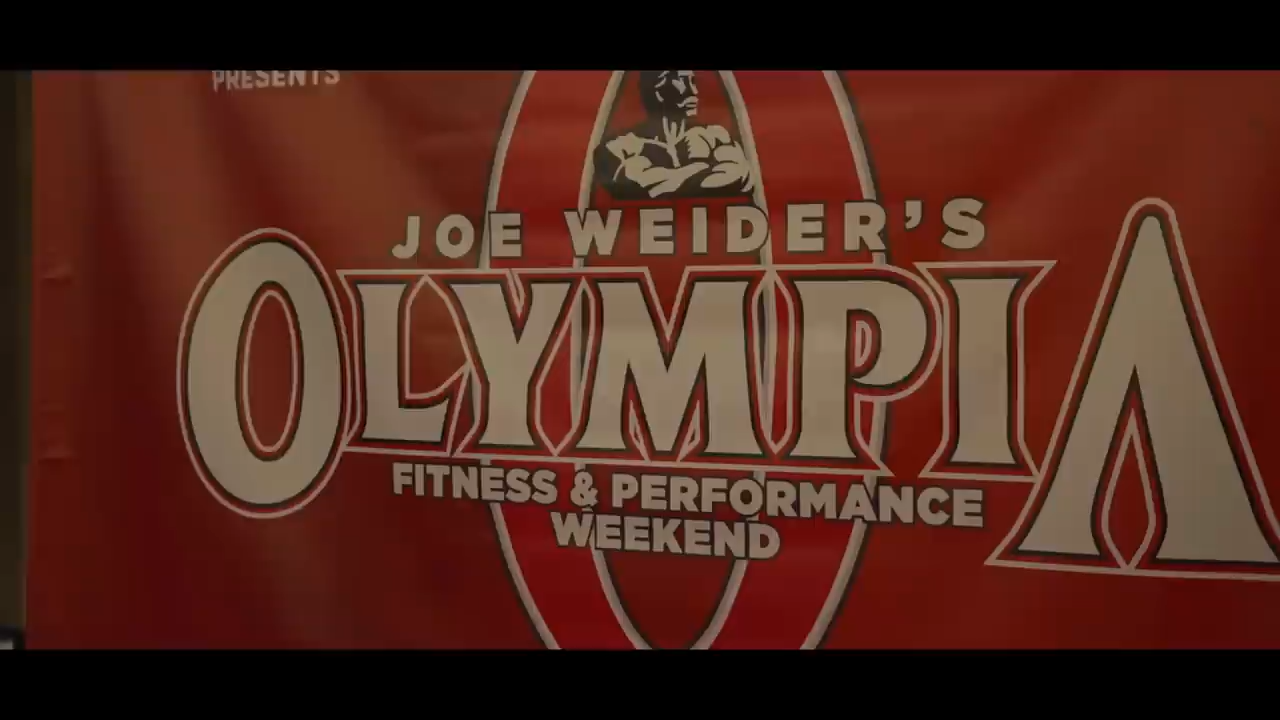 PRESENTS
JOE WEIDER'S
OLYMPIA
FITNESS & PERFORMANCE
WEEKEND